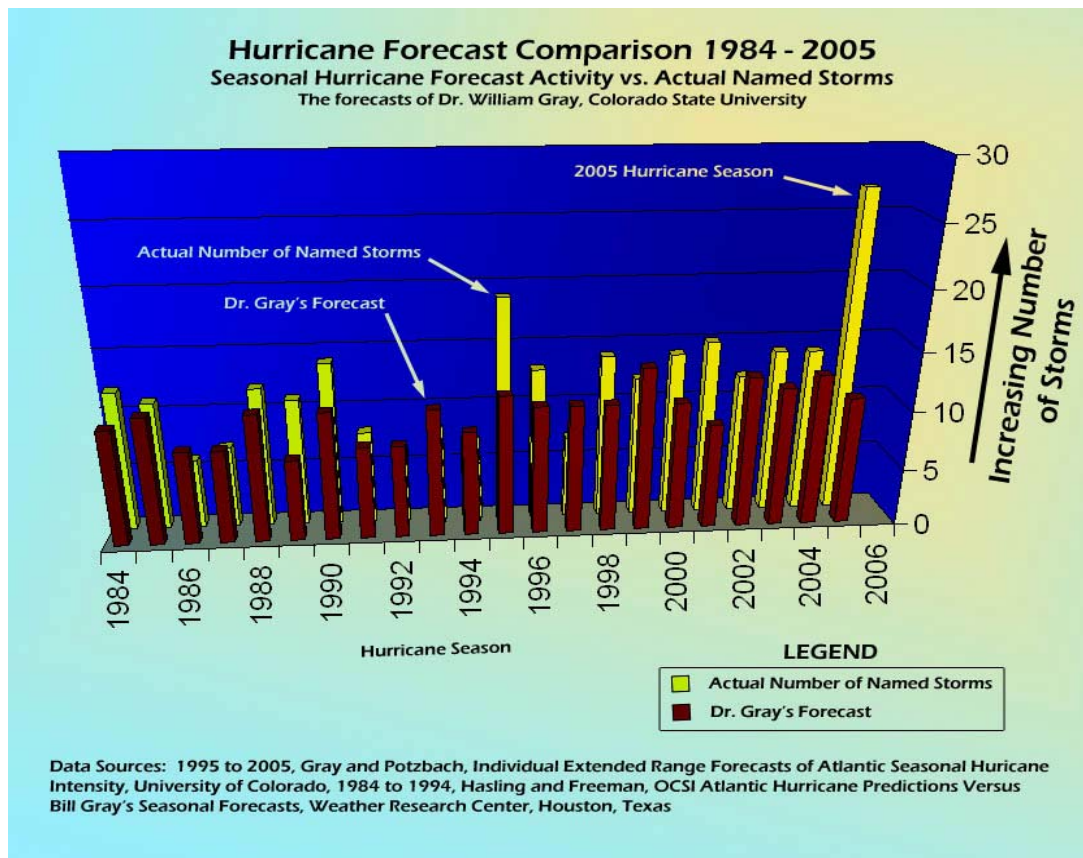 Hurricane Forecast Comparison 1984 - 2005
Seasonal Hurricane Forecast Activity vs. Actual Named Storms
The forecasts of Dr. William Gray, Colorado State University
2005 Hurricane Season
Actual Number of Named Storms
Dr. Gray's Forecast
30
25
20
15
10
5
0
Increasing Number
of Storms
1984
1986
1988
1990
1992
1994
1996
1998
2000
2002
2004
2006
Hurricane Season
LEGEND
Actual Number of Named Storms
Dr. Gray's Forecast
Data Sources: 1995 to 2005, Gray and Potzbach, Individual Extended Range Forecasts of Atlantic Seasonal Huricane
Intensity, University of Colorado, 1984 to 1994, Hasling and Freeman, OCSI Atlantic Hurricane Predictions Versus
Bill Gray's Seasonal Forecasts, Weather Research Center, Houston, Texas